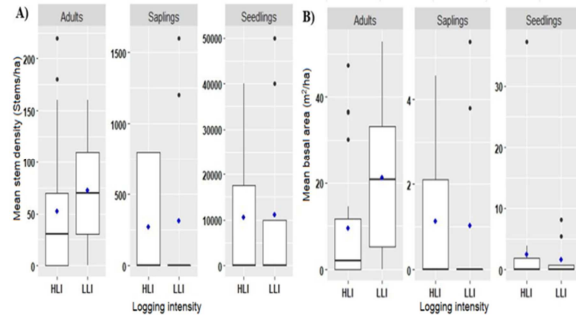 A)
Adults Saplings Seedlings
Mean stem density (Stems/ha)
200
150
100
50
0
1500
1000
500
0
50000
40000
30000
20000
10000
0
HLI LLI HLI LLI HLI LLI
Logging intensity
B)
Adults Saplings Seedlings
Mean basal area (m²/ha)
40
20
0
4
2
0
30
20
10
0
HLI LLI HLI LLI HLI LLI
Logging intensity